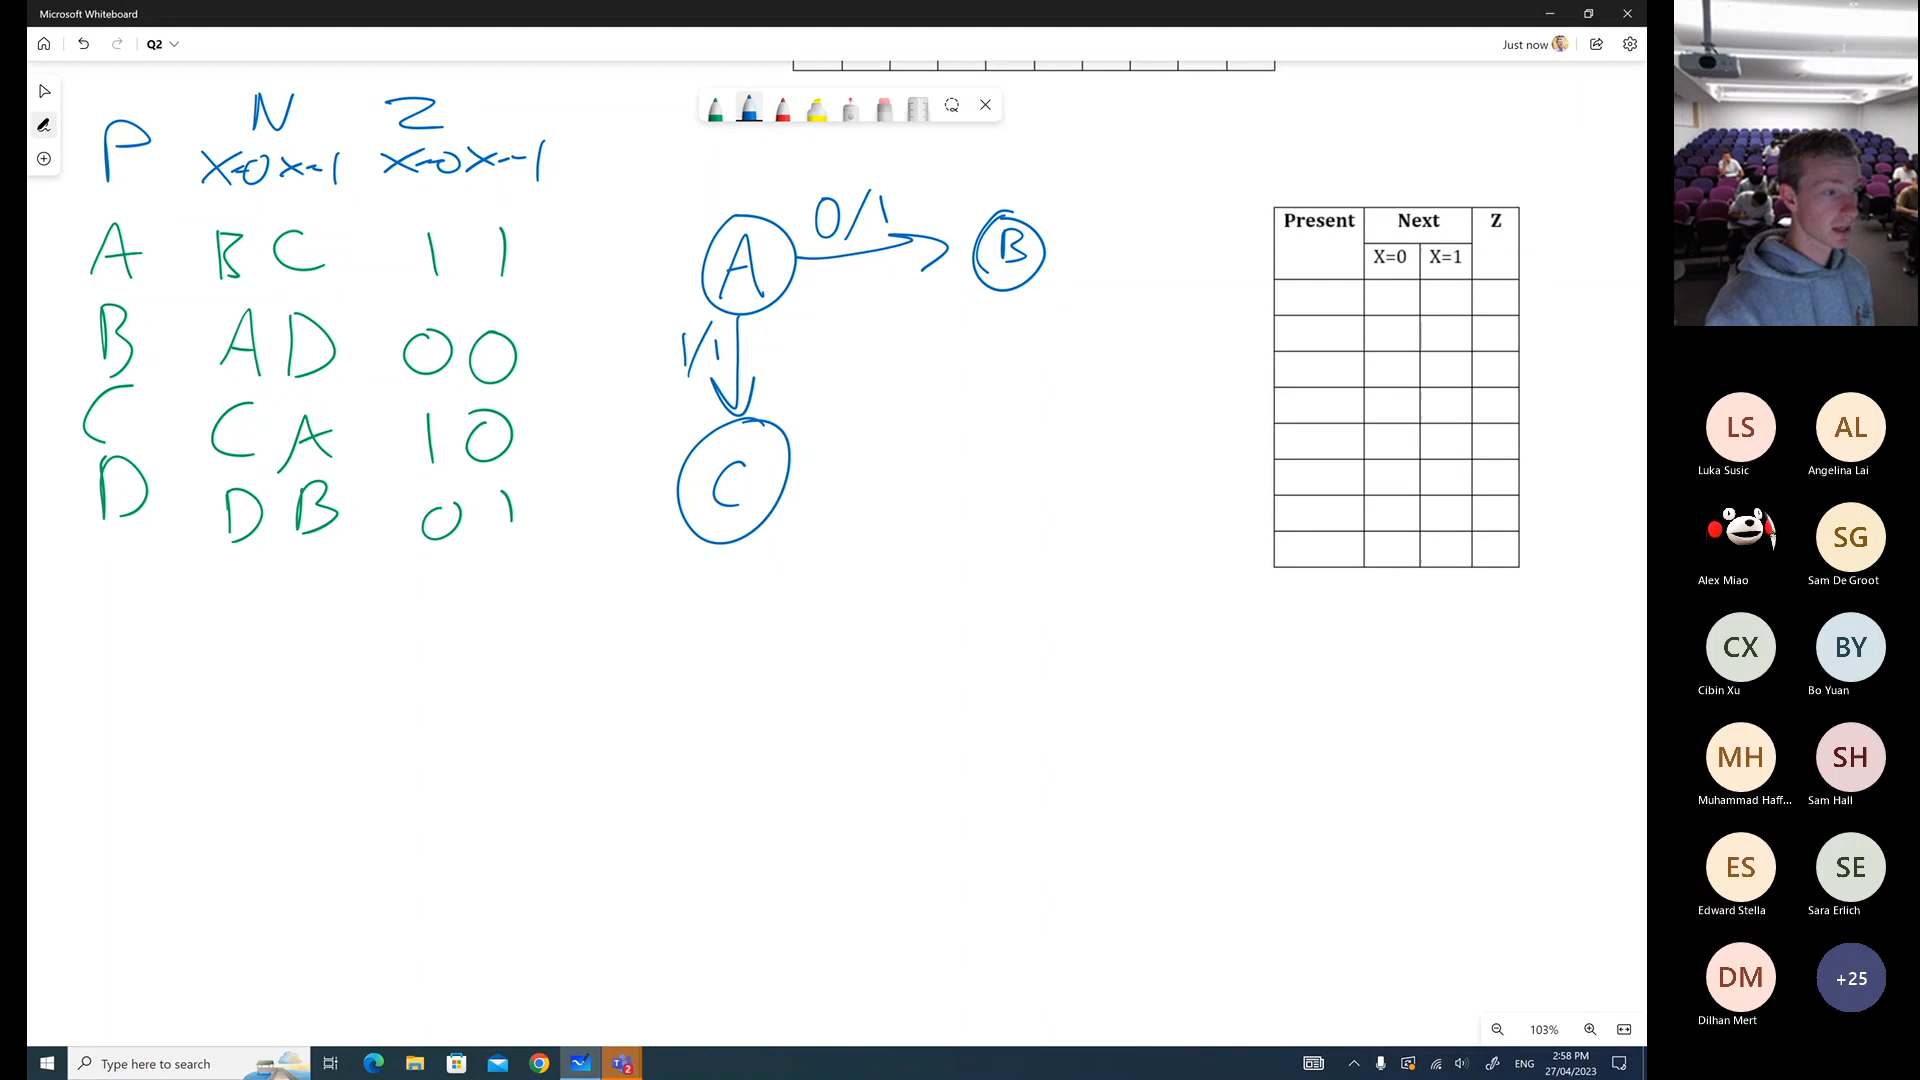 Microsoft Whiteboard
Q2
Just now
P N Z
X=0 X=1 X=0 X=1
A B C 1 1
B A D 0 0
C C A 1 0
D D B 0 1
A 0/1 B
1/1
C
Present Next Z
X=0 X=1
LS AL
Luka Susic Angelina Lai
SG
Alex Miao Sam De Groot
CX BY
Cibin Xu Bo Yuan
MH SH
Muhammad Haff... Sam Hall
ES SE
Edward Stella Sara Erlich
DM +25
Dilhan Mert
103%
Type here to search
2
ENG
2:58 PM
27/04/2023